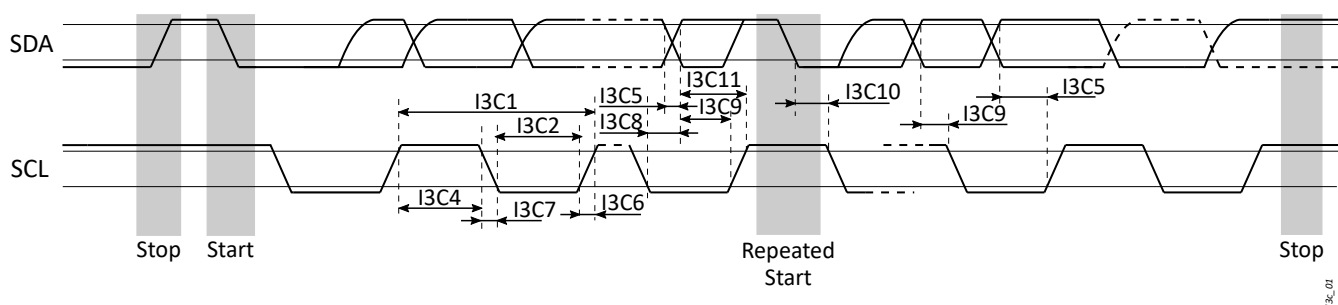 SDA
I3C11
I3C5
I3C5
I3C1
I3C10
I3C9
I3C2
I3C8
I3C9
SCL
I3C4
I3C7
I3C6
Stop
Start
Repeated
Start
Stop
3c_01